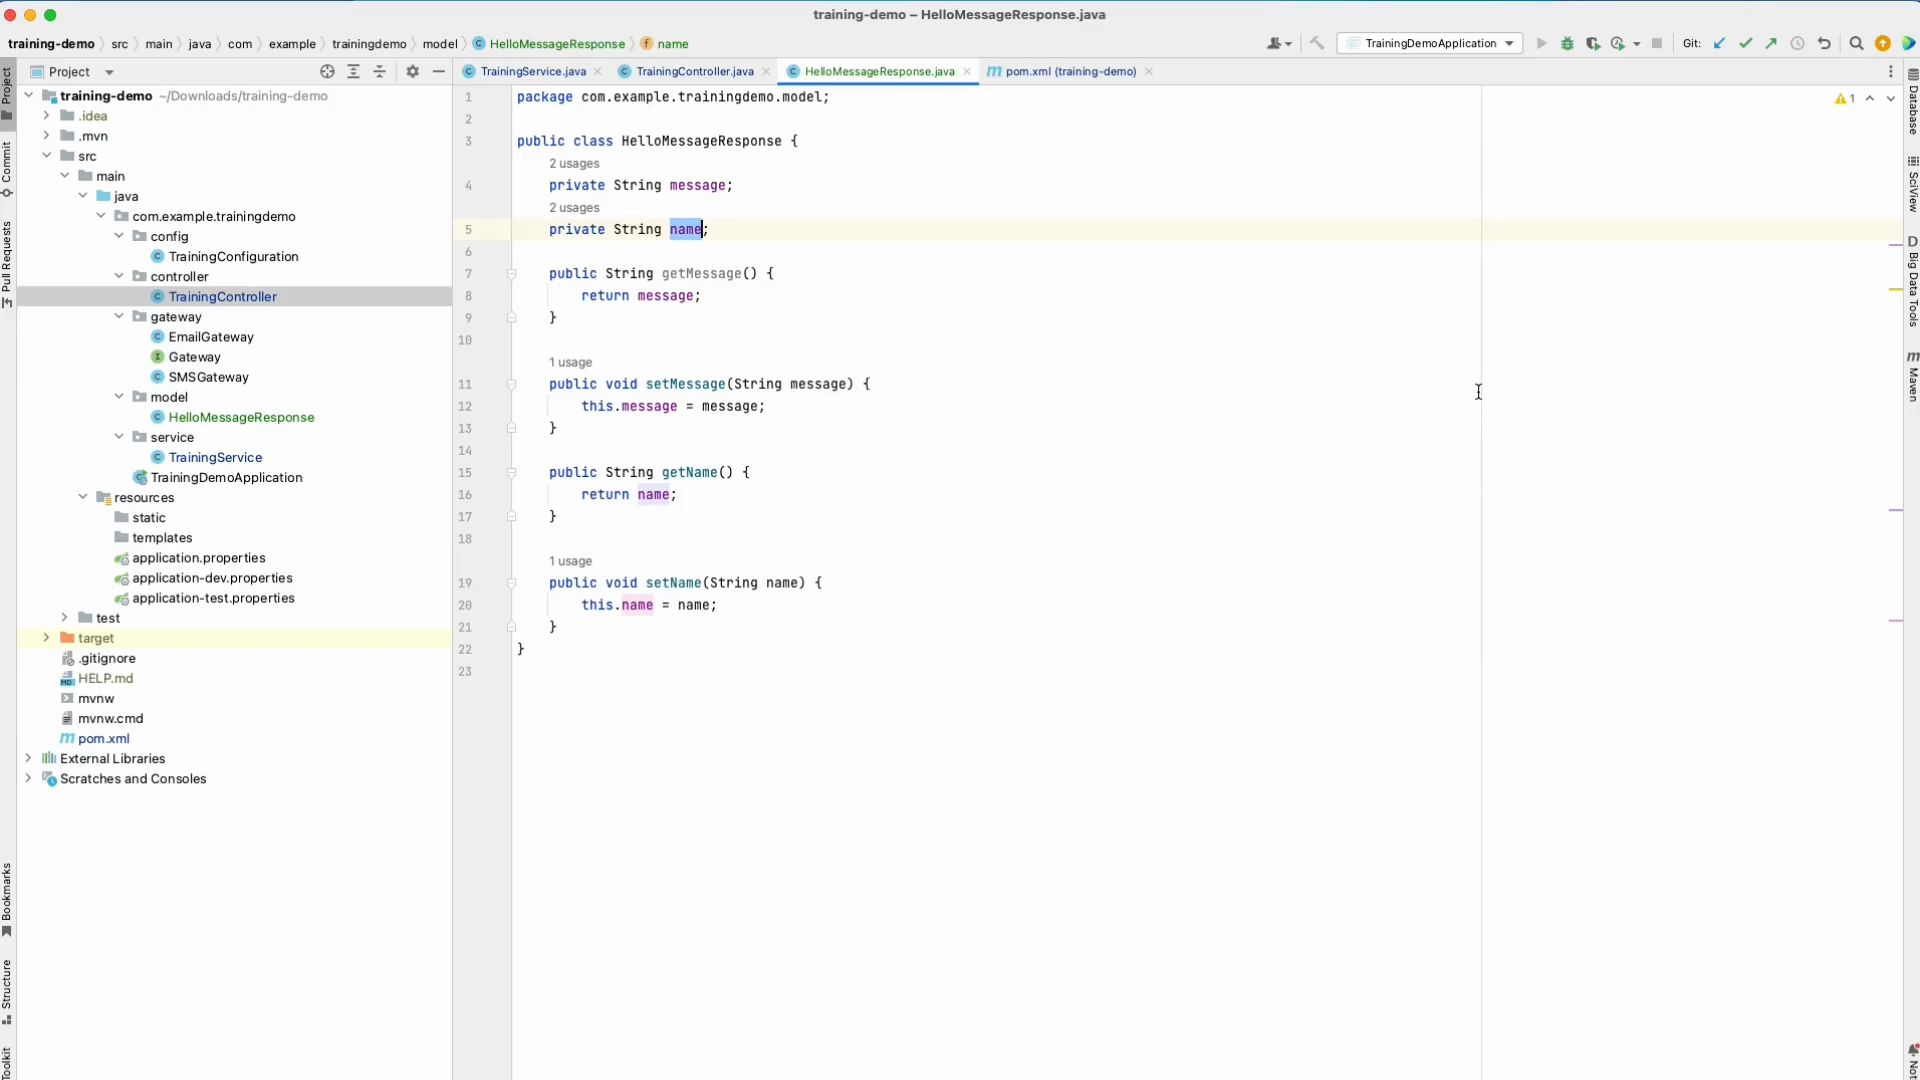 training-demo – HelloMessageResponse.java
training-demo src main java com example trainingdemo model HelloMessageResponse name
TrainingDemoApplication
Git:
Project
TrainingService.java
TrainingController.java
HelloMessageResponse.java
pom.xml (training-demo)
Project
Commit
Pull Requests
Bookmarks
Structure
Toolkit
training-demo ~/Downloads/training-demo
.idea
.mvn
src
main
java
com.example.trainingdemo
config
TrainingConfiguration
controller
TrainingController
gateway
EmailGateway
Gateway
SMSGateway
model
HelloMessageResponse
service
TrainingService
TrainingDemoApplication
resources
static
templates
application.properties
application-dev.properties
application-test.properties
test
target
.gitignore
HELP.md
mvnw
mvnw.cmd
pom.xml
External Libraries
Scratches and Consoles
1 package com.example.trainingdemo.model;
2
3 public class HelloMessageResponse {
2 usages
4 private String message;
2 usages
5 private String name;
6
7 public String getMessage() {
8 return message;
9 }
10
1 usage
11 public void setMessage(String message) {
12 this.message = message;
13 }
14
15 public String getName() {
16 return name;
17 }
18
1 usage
19 public void setName(String name) {
20 this.name = name;
21 }
22 }
23
1
Database
SciView
D Big Data Tools
Maven
Not